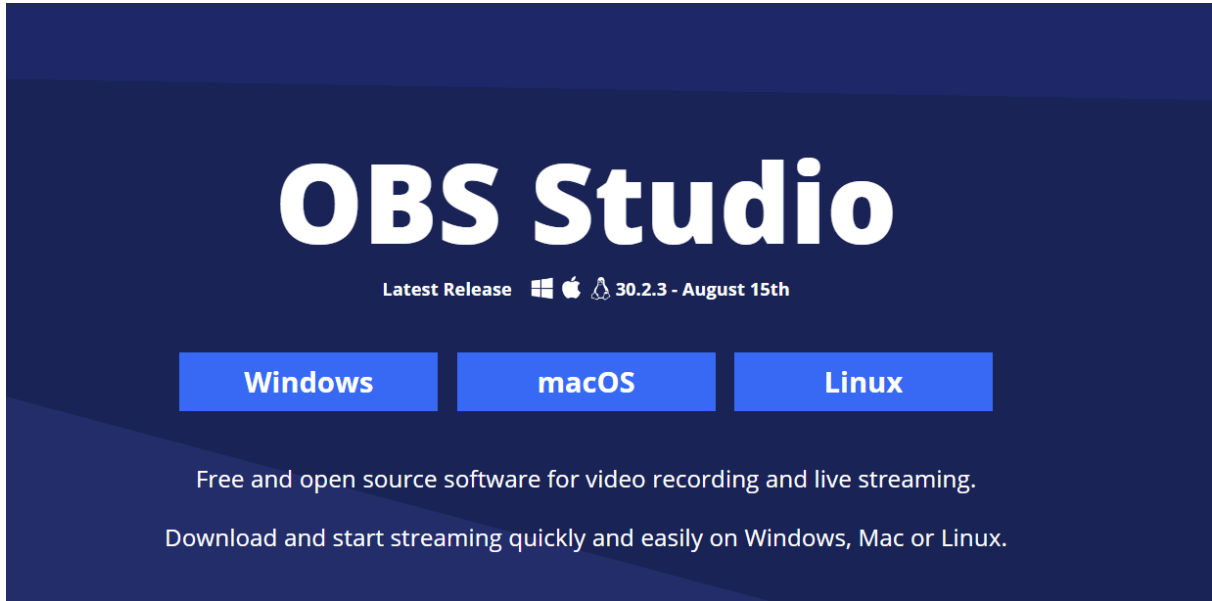 OBS Studio
Latest Release 30.2.3 - August 15th
Windows macOS Linux
Free and open source software for video recording and live streaming.
Download and start streaming quickly and easily on Windows, Mac or Linux.